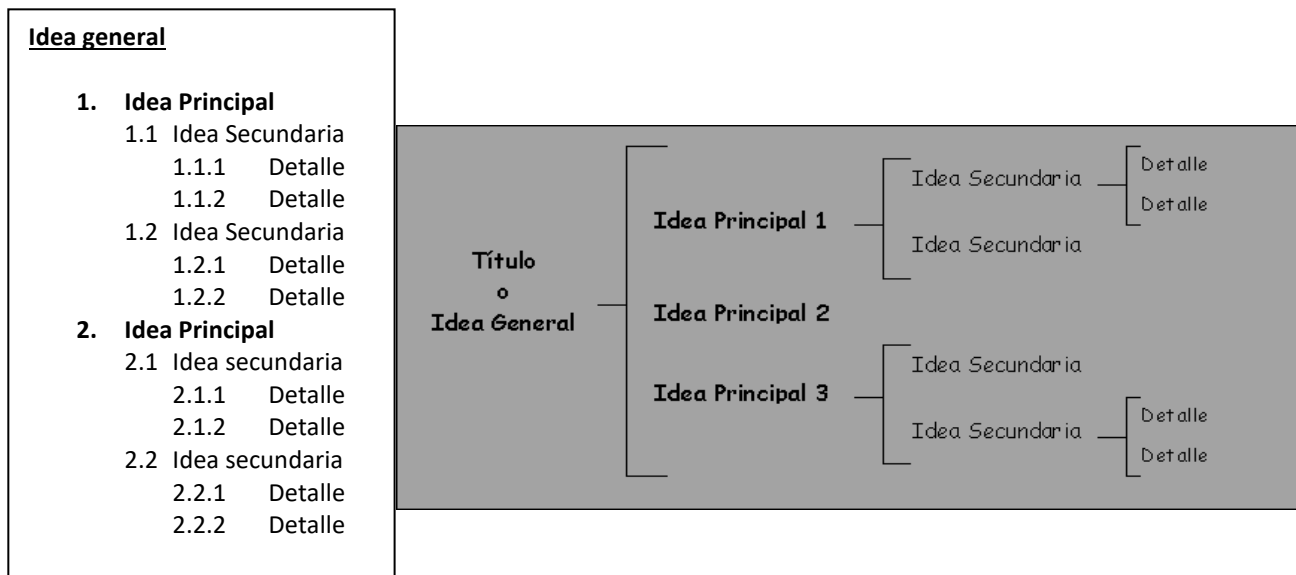 Idea general
1. Idea Principal
1.1 Idea Secundaria
1.1.1 Detalle
1.1.2 Detalle
1.2 Idea Secundaria
1.2.1 Detalle
1.2.2 Detalle
2. Idea Principal
2.1 Idea secundaria
2.1.1 Detalle
2.1.2 Detalle
2.2 Idea secundaria
2.2.1 Detalle
2.2.2 Detalle
Título
o
Idea General
Idea Principal 1
Idea Secundaria
Detalle
Detalle
Idea Secundaria
Idea Principal 2
Idea Principal 3
Idea Secundaria
Idea Secundaria
Detalle
Detalle